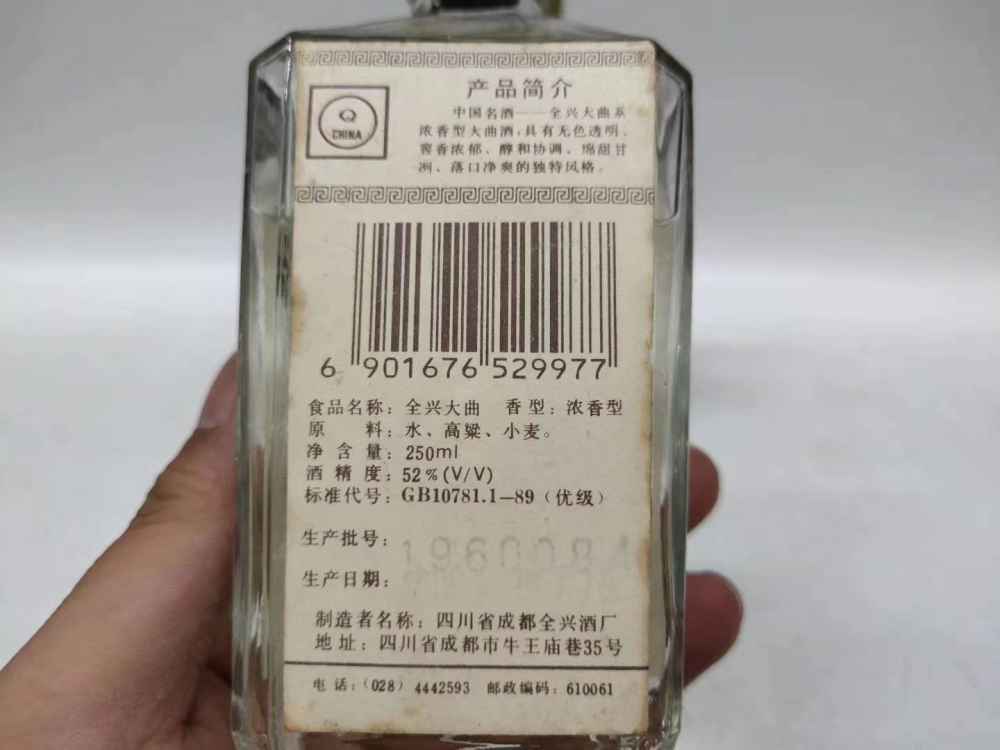 产品简介
Q
CHINA
中国名酒——全兴大曲系
浓香型大曲酒,具有无色透明、
窖香浓郁、醇和协调、绵甜甘
洌、落口净爽的独特风格。
6 901676 529977
食品名称：全兴大曲 香型：浓香型
原 料：水、高粱、小麦。
净含量：250ml
酒精度：52%(V/V)
标准代号：GB10781.1—89（优级）
生产批号：
生产日期：
制造者名称：四川省成都全兴酒厂
地址：四川省成都市牛王庙巷35号
电话：（028）4442593 邮政编码：610061